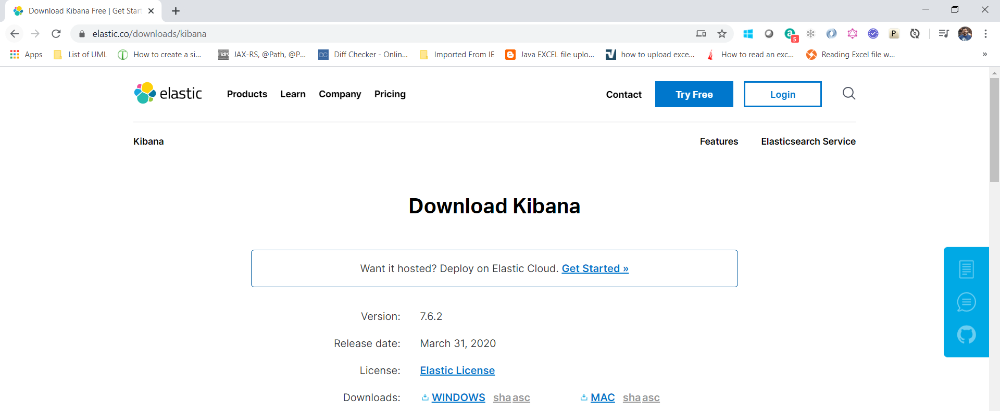 Download Kibana Free | Get Start
elastic.co/downloads/kibana
5
P
Apps
List of UML
How to create a si...
JAX-RS, @Path, @P...
DC
Diff Checker - Onlin...
Imported From IE
Java EXCEL file uplo...
how to upload exce...
How to read an exc...
Reading Excel file w...
»
elastic
Products
Learn
Company
Pricing
Contact
Try Free
Login
Kibana
Features
Elasticsearch Service
Download Kibana
Want it hosted? Deploy on Elastic Cloud. Get Started »
Version: 7.6.2
Release date: March 31, 2020
License: Elastic License
Downloads: WINDOWS sha asc MAC sha asc